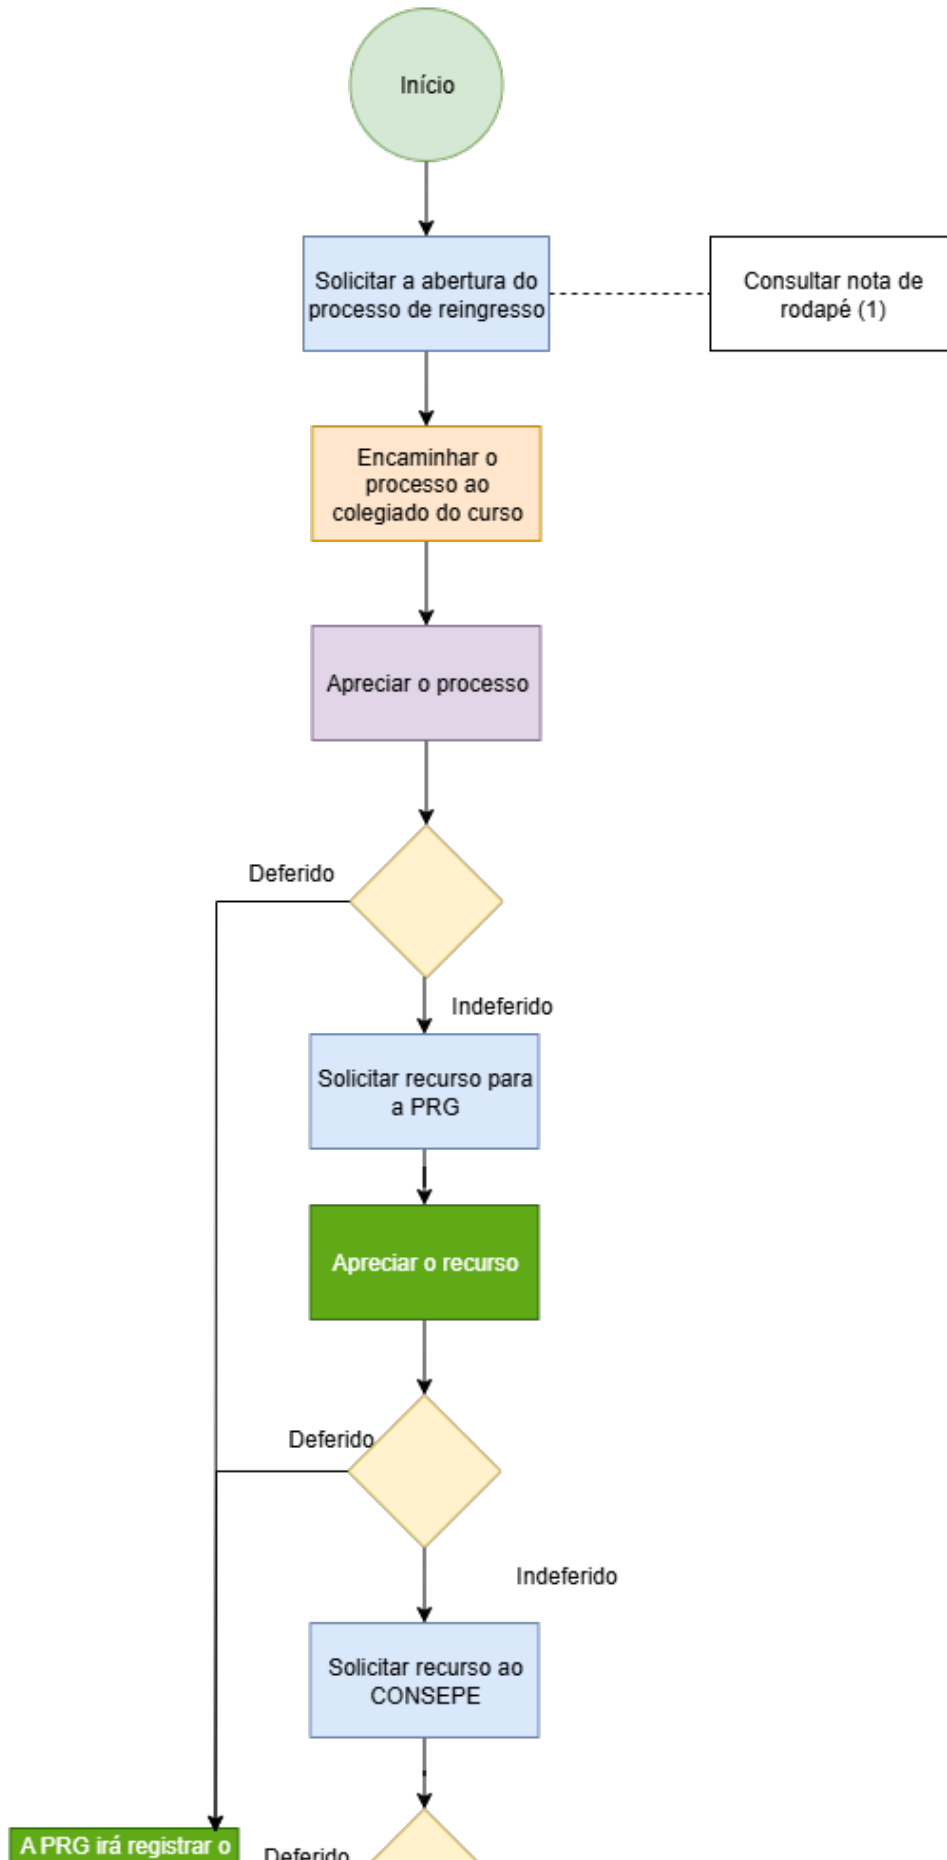 Início
Solicitar a abertura do
processo de reingresso
Consultar nota de
rodapé (1)
Encaminhar o
processo ao
colegiado do curso
Apreciar o processo
Deferido
Indeferido
Solicitar recurso para
a PRG
Apreciar o recurso
Deferido
Indeferido
Solicitar recurso ao
CONSEPE
A PRG irá registrar o
Deferido